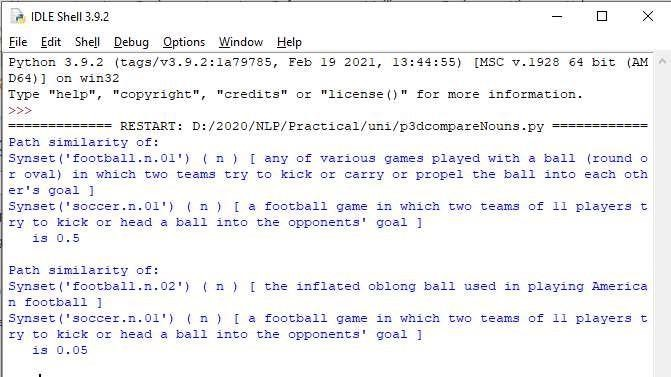 IDLE Shell 3.9.2
File Edit Shell Debug Options Window Help
Python 3.9.2 (tags/v3.9.2:1a79785, Feb 19 2021, 13:44:55) [MSC v.1928 64 bit (AM
D64)] on win32
Type "help", "copyright", "credits" or "license()" for more information.
>>>
============= RESTART: D:/2020/NLP/Practical/uni/p3dcompareNouns.py ============
Path similarity of:
Synset('football.n.01') ( n ) [ any of various games played with a ball (round o
r oval) in which two teams try to kick or carry or propel the ball into each oth
er's goal ]
Synset('soccer.n.01') ( n ) [ a football game in which two teams of 11 players t
ry to kick or head a ball into the opponents' goal ]
is 0.5
Path similarity of:
Synset('football.n.02') ( n ) [ the inflated oblong ball used in playing America
n football ]
Synset('soccer.n.01') ( n ) [ a football game in which two teams of 11 players t
ry to kick or head a ball into the opponents' goal ]
is 0.05